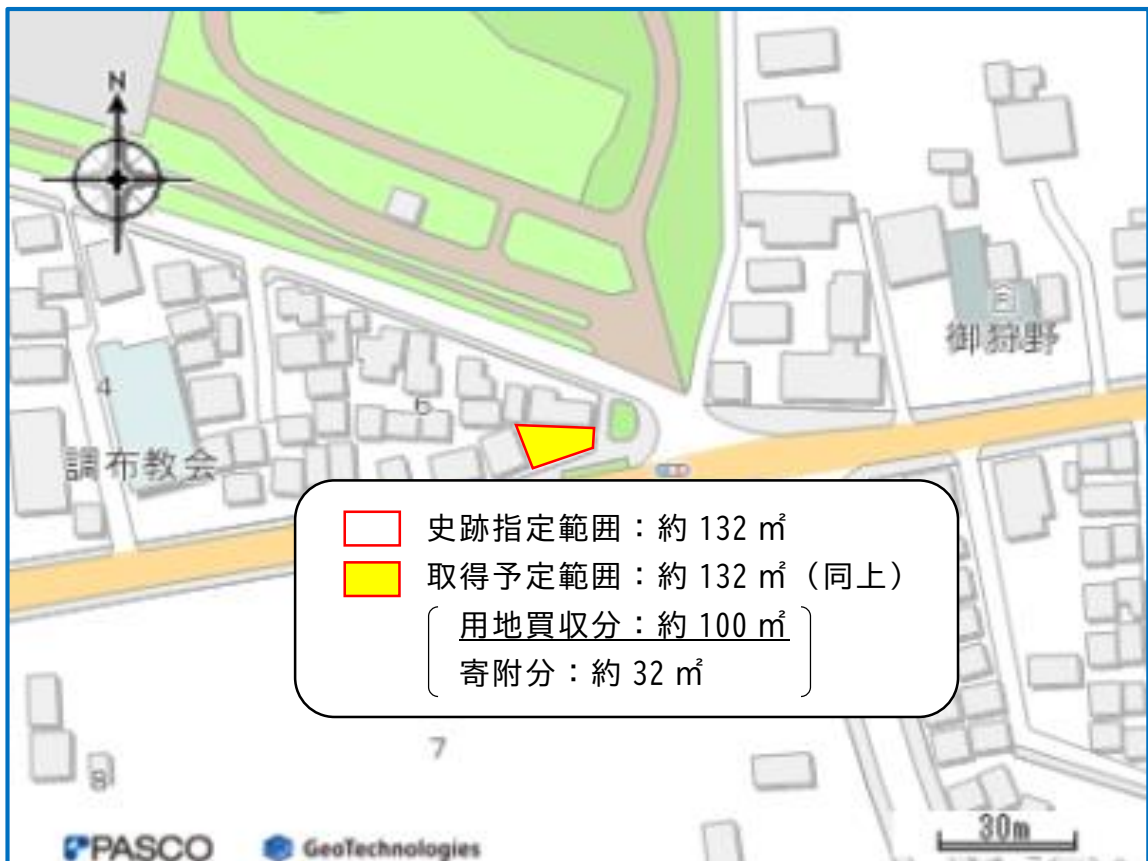 N
御狩野
4
6
調布教会
史跡指定範囲：約 132 ㎡
取得予定範囲：約 132 ㎡（同上）
用地買収分：約 100 ㎡
寄附分：約 32 ㎡
7
8
30m
PASCO
GeoTechnologies